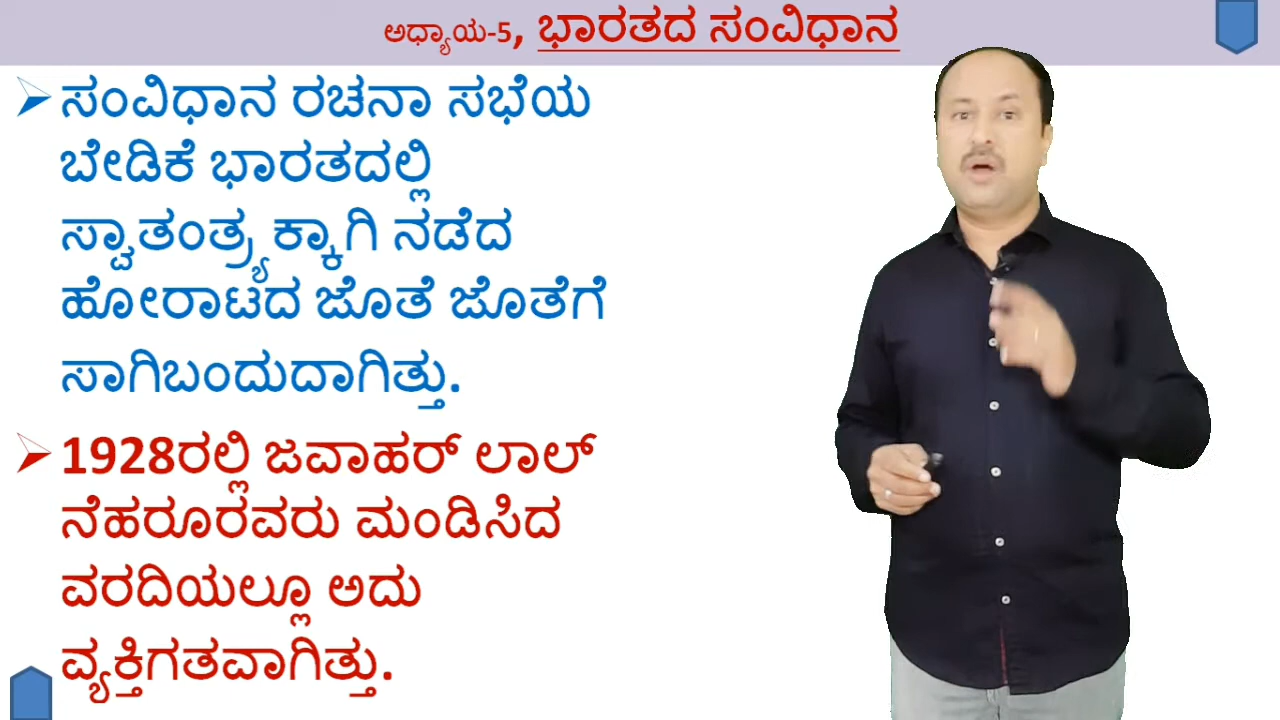 ಅಧ್ಯಾಯ-5, ಭಾರತದ ಸಂವಿಧಾನ
ಸಂವಿಧಾನ ರಚನಾ ಸಭೆಯ
ಬೇಡಿಕೆ ಭಾರತದಲ್ಲಿ
ಸ್ವಾತಂತ್ರ್ಯಕ್ಕಾಗಿ ನಡೆದ
ಹೋರಾಟದ ಜೊತೆ ಜೊತೆಗೆ
ಸಾಗಿಬಂದುದಾಗಿತ್ತು.
1928ರಲ್ಲಿ ಜವಾಹರ್ ಲಾಲ್
ನೆಹರೂರವರು ಮಂಡಿಸಿದ
ವರದಿಯಲ್ಲೂ ಅದು
ವ್ಯಕ್ತಿಗತವಾಗಿತ್ತು.